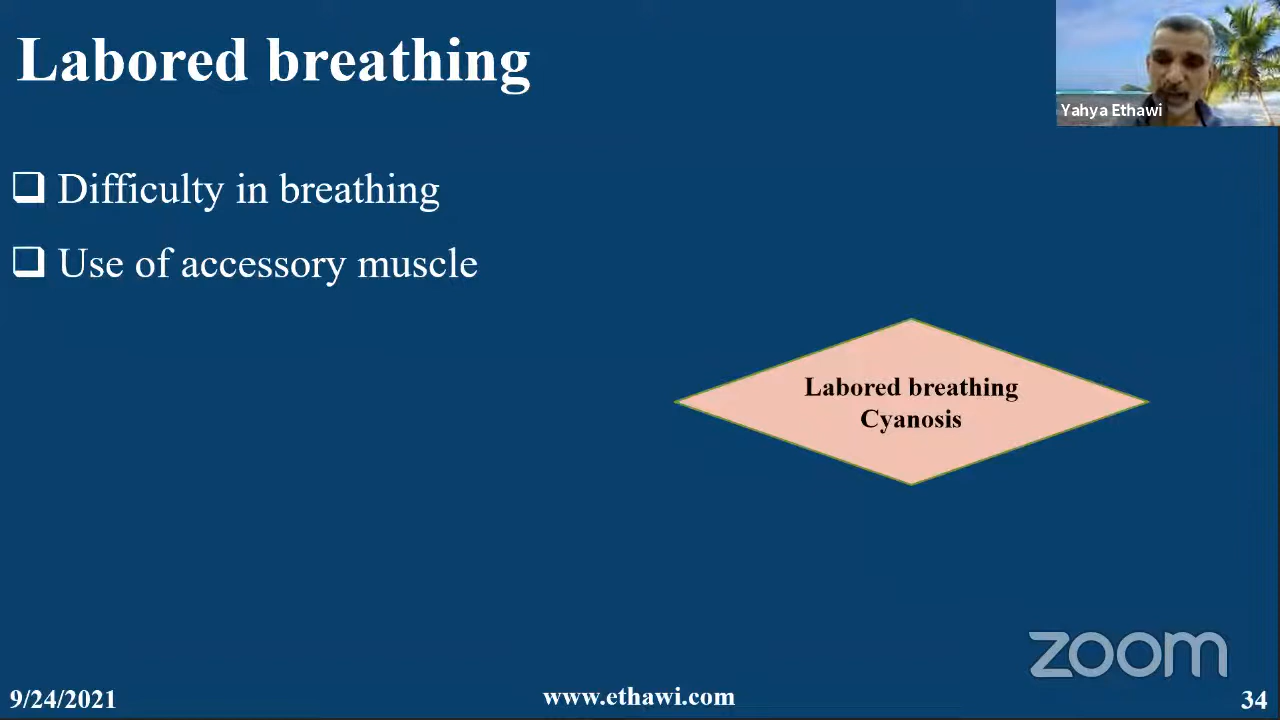 Labored breathing
Yahya Ethawi
Difficulty in breathing
Use of accessory muscle
Labored breathing
Cyanosis
zoom
9/24/2021
www.ethawi.com
34